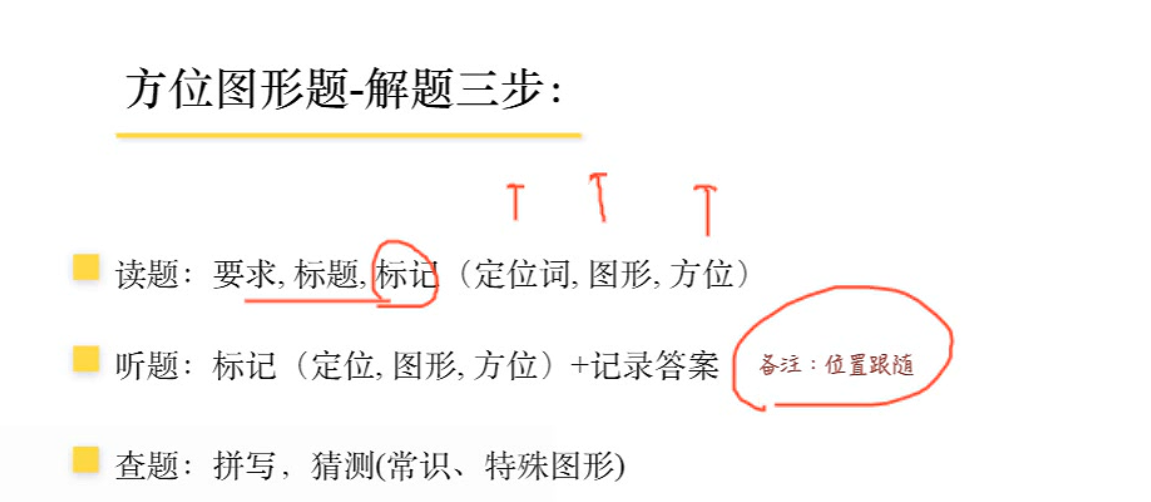 方位图形题-解题三步：
读题：要求, 标题, 标记（定位词, 图形, 方位）
听题：标记（定位, 图形, 方位）+记录答案 备注：位置跟随
查题：拼写，猜测(常识、特殊图形)